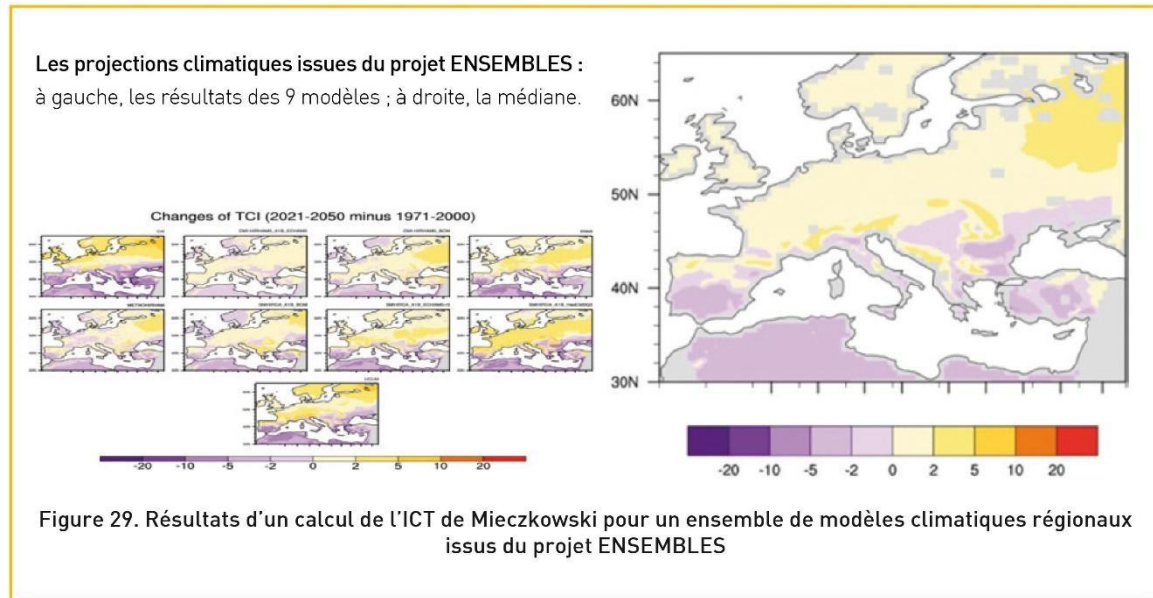 Les projections climatiques issues du projet ENSEMBLES :
à gauche, les résultats des 9 modèles ; à droite, la médiane.
Changes of TCI (2021-2050 minus 1971-2000)
-20 -10 -5 -2 0 2 5 10 20
60N
50N
40N
30N
-20 -10 -5 -2 0 2 5 10 20
Figure 29. Résultats d’un calcul de l’ICT de Mieczkowski pour un ensemble de modèles climatiques régionaux
issus du projet ENSEMBLES